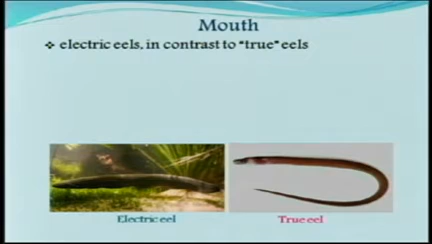 Mouth
❖ electric eels, in contrast to "true" eels
Electric eel
True eel